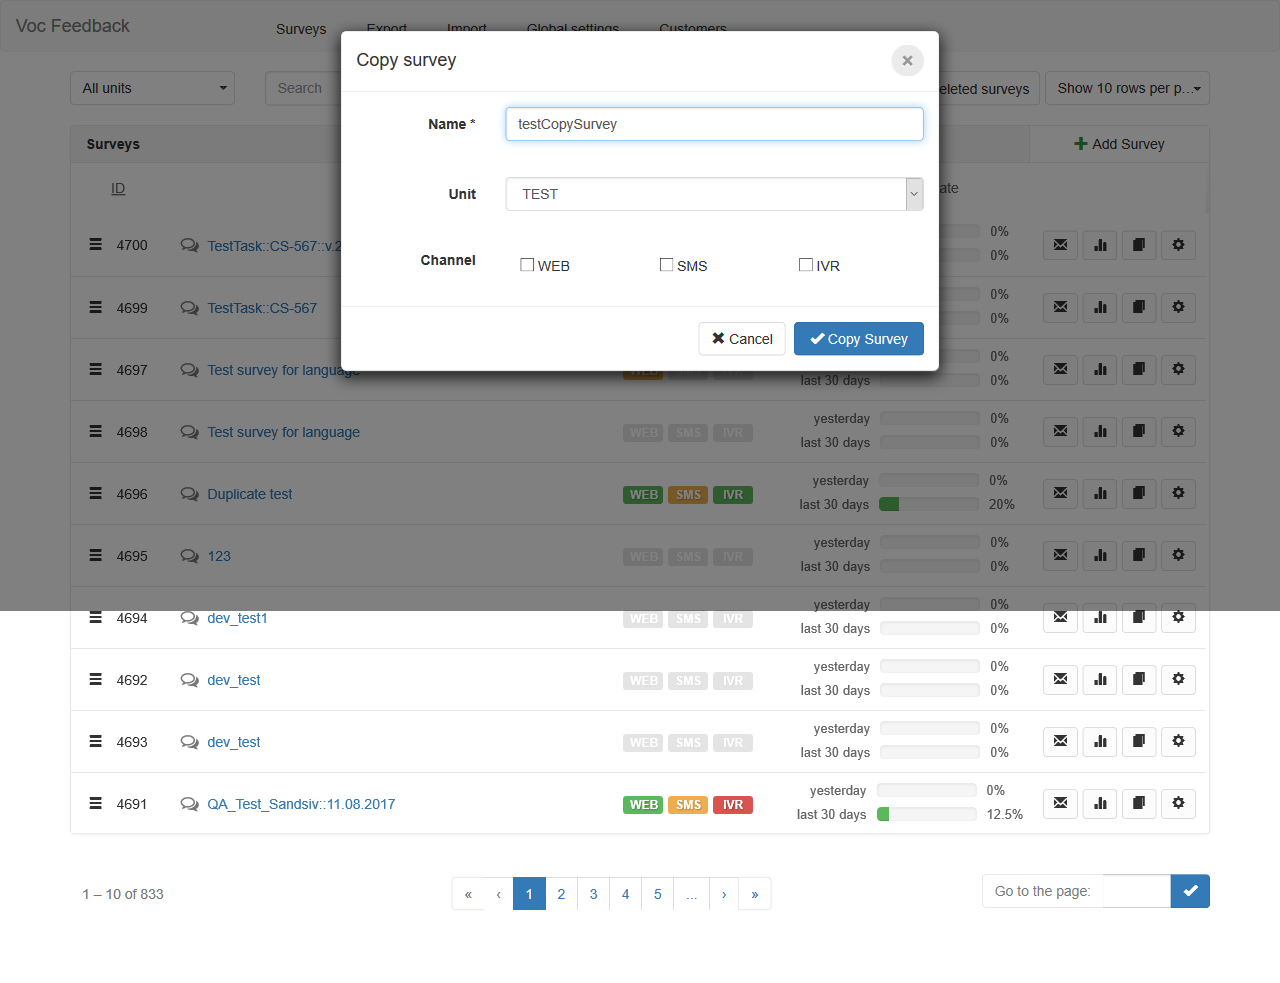 Voc Feedback
Surveys Export Import Global settings Customers
Copy survey
All units
Search
eleted surveys
Show 10 rows per p...
Name *
testCopySurvey
Surveys
Add Survey
ID
Unit
TEST
ate
4700 TestTask::CS-567::v.2 0%
0%
Channel
WEB SMS IVR
4699 TestTask::CS-567 0%
0%
Cancel Copy Survey
4697 Test survey for language 0%
WEB last 30 days 0%
4698 Test survey for language WEB SMS IVR yesterday 0%
last 30 days 0%
4696 Duplicate test WEB SMS IVR yesterday 0%
last 30 days 20%
4695 123 WEB SMS IVR yesterday 0%
last 30 days 0%
4694 dev_test1 WEB SMS IVR yesterday 0%
last 30 days 0%
4692 dev_test WEB SMS IVR yesterday 0%
last 30 days 0%
4693 dev_test WEB SMS IVR yesterday 0%
last 30 days 0%
4691 QA_Test_Sandsiv::11.08.2017 WEB SMS IVR yesterday 0%
last 30 days 12.5%
1 – 10 of 833
« ‹ 1 2 3 4 5 ... › »
Go to the page: